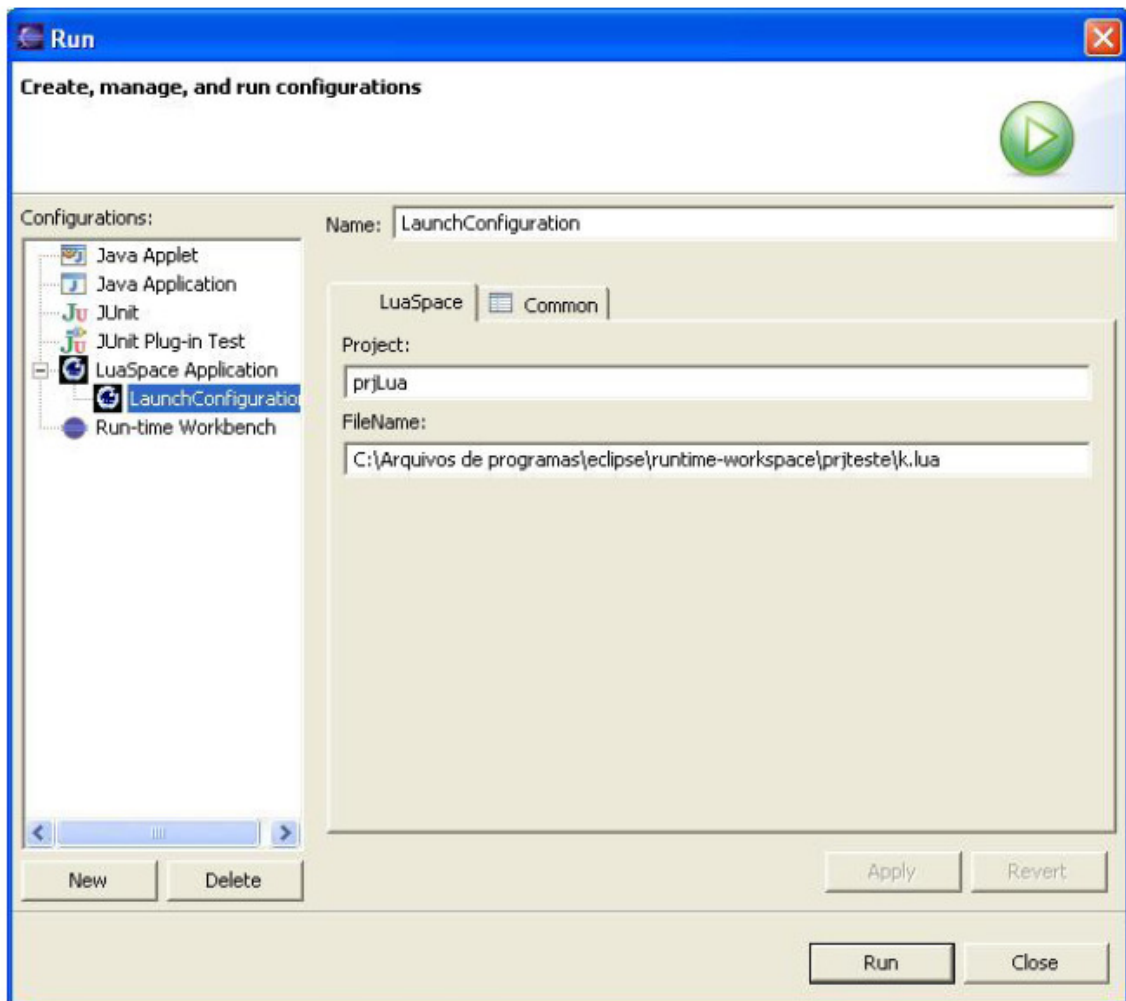 Run
Create, manage, and run configurations
Configurations:
Java Applet
Java Application
JUnit
JUnit Plug-in Test
LuaSpace Application
LaunchConfiguratio
Run-time Workbench
New
Delete
Name: LaunchConfiguration
LuaSpace
Common
Project:
prjLua
FileName:
C:\Arquivos de programas\eclipse\runtime-workspace\prjteste\k.lua
Apply
Revert
Run
Close